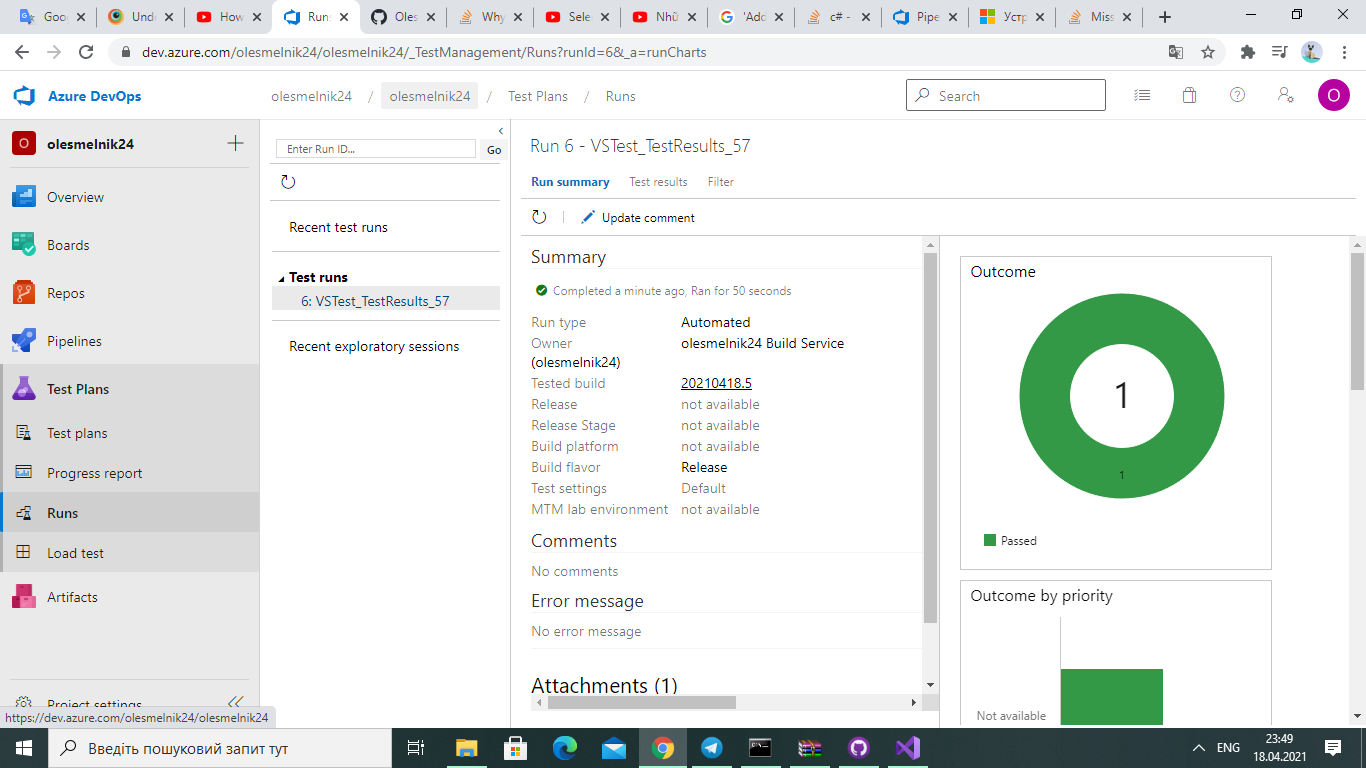 Gooc
Unde
How
Runs
Oles
Why
Sele
Nhữ
'Addo
c# -
Pipe
Устр
Miss
dev.azure.com/olesmelnik24/olesmelnik24/_TestManagement/Runs?runId=6&_a=runCharts
Azure DevOps
olesmelnik24 / olesmelnik24 / Test Plans / Runs
Search
O
O olesmelnik24
Overview
Boards
Repos
Pipelines
Test Plans
Test plans
Progress report
Runs
Load test
Artifacts
Project settings
https://dev.azure.com/olesmelnik24/olesmelnik24
Enter Run ID... Go
Recent test runs
Test runs
6: VSTest_TestResults_57
Recent exploratory sessions
Run 6 - VSTest_TestResults_57
Run summary Test results Filter
Update comment
Summary
Completed a minute ago, Ran for 50 seconds
Run type Automated
Owner olesmelnik24 Build Service
(olesmelnik24)
Tested build 20210418.5
Release not available
Release Stage not available
Build platform not available
Build flavor Release
Test settings Default
MTM lab environment not available
Comments
No comments
Error message
No error message
Attachments (1)
Outcome
1
1
Passed
Outcome by priority
Not available
Введіть пошуковий запит тут
ENG
23:49
18.04.2021